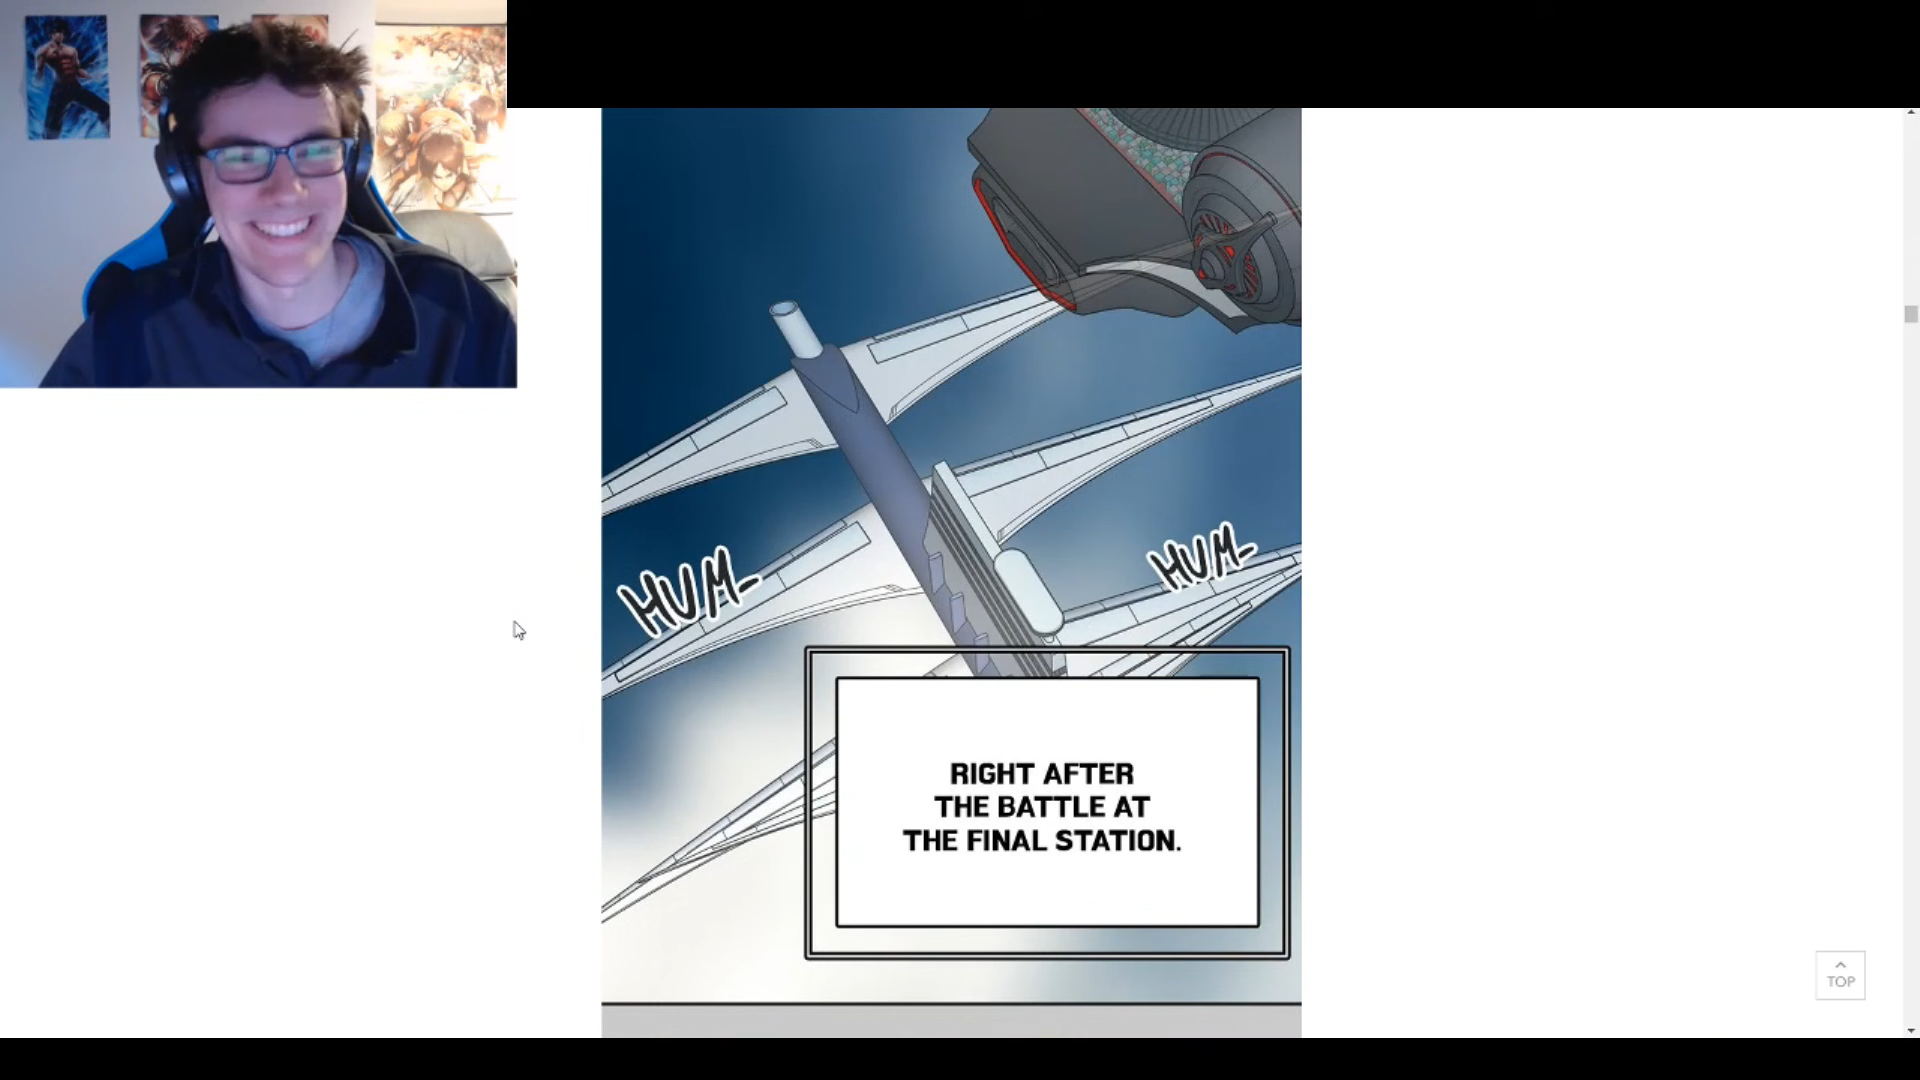 HUM-
HUM-
RIGHT AFTER
THE BATTLE AT
THE FINAL STATION.
TOP